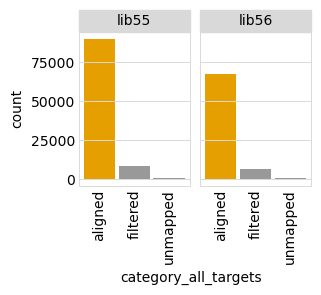 lib55 lib56
count
75000
50000
25000
0
aligned filtered unmapped aligned filtered unmapped
category_all_targets